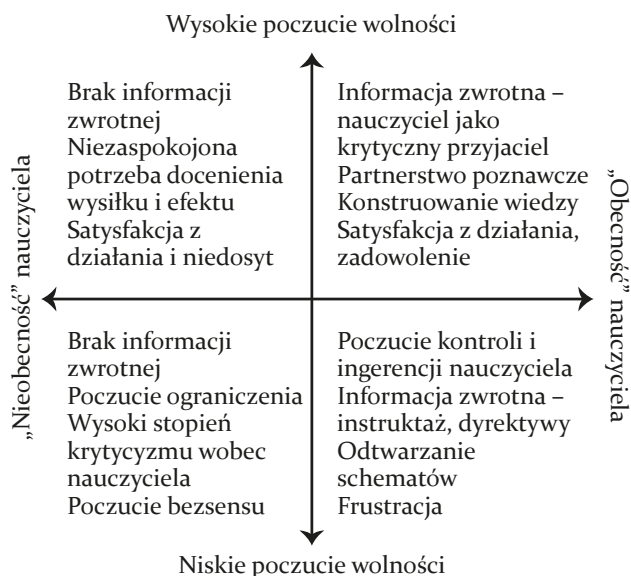 Wysokie poczucie wolności
„Nieobecność” nauczyciela
Brak informacji
zwrotnej
Niezaspokojona
potrzeba docenienia
wysiłku i efektu
Satysfakcja z
działania i niedosyt
Informacja zwrotna –
nauczyciel jako
krytyczny przyjaciel
Partnerstwo poznawcze
Konstruowanie wiedzy
Satysfakcja z działania,
zadowolenie
„Obecność” nauczyciela
Brak informacji
zwrotnej
Poczucie ograniczenia
Wysoki stopień
krytycyzmu wobec
nauczyciela
Poczucie bezsensu
Poczucie kontroli i
ingerencji nauczyciela
Informacja zwrotna –
instruktaż, dyrektywy
Odtwarzanie
schematów
Frustracja
Niskie poczucie wolności